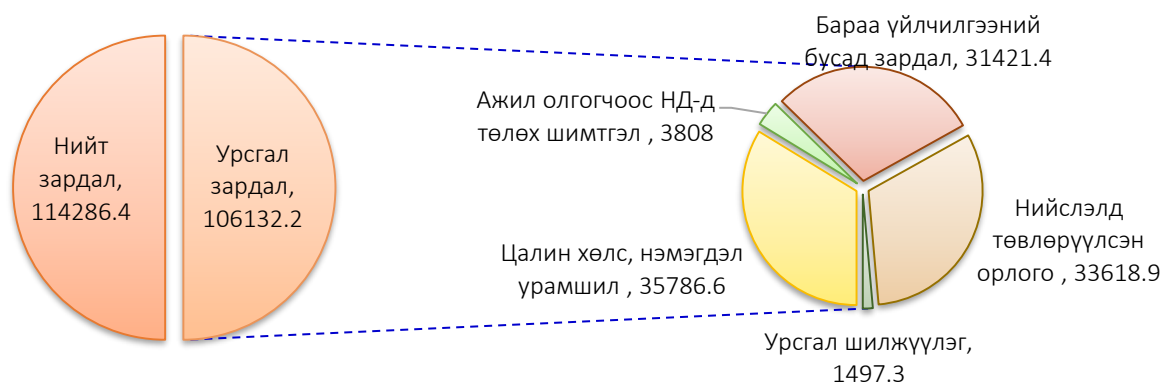 Нийт
зардал,
114286.4
Урсгал
зардал,
106132.2
Бараа үйлчилгээний
бусад зардал, 31421.4
Ажил олгогчоос НД-д
төлөх шимтгэл , 3808
Нийслэлд
төвлөрүүлсэн
орлого , 33618.9
Цалин хөлс, нэмэгдэл
урамшил , 35786.6
Урсгал шилжүүлэг,
1497.3